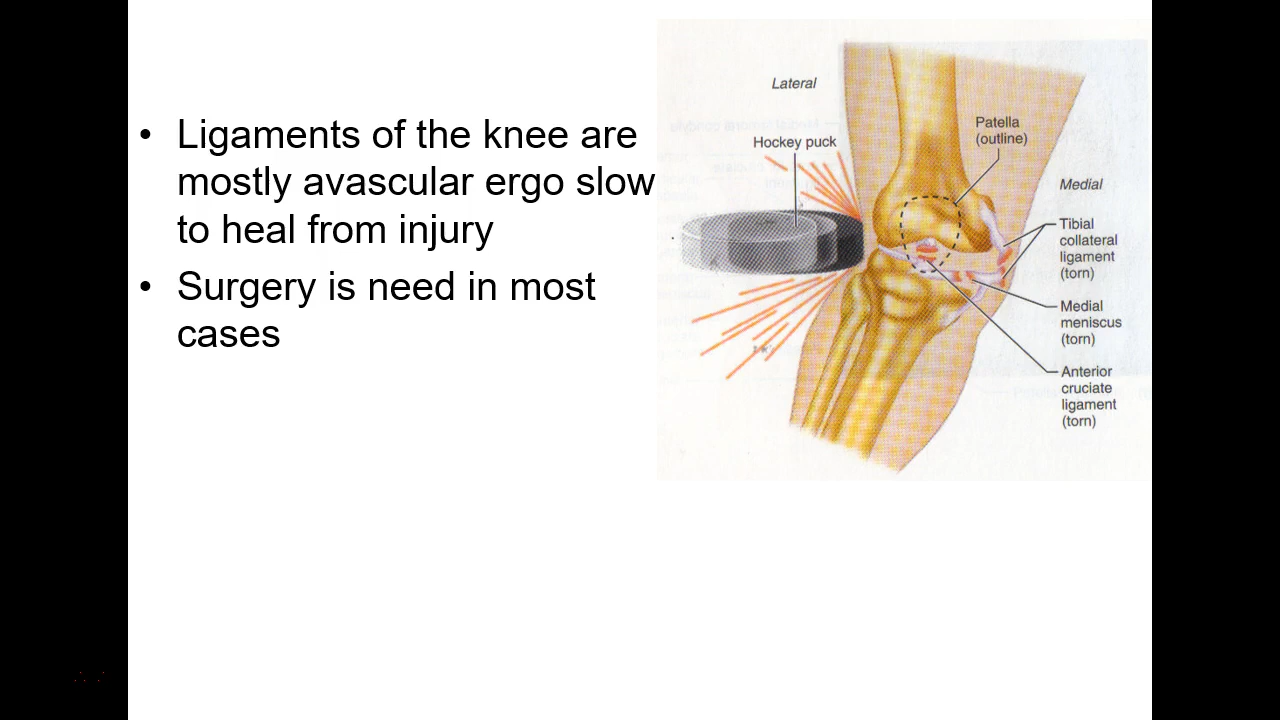 • Ligaments of the knee are
mostly avascular ergo slow
to heal from injury
• Surgery is need in most
cases
Lateral
Hockey puck
Patella
(outline)
Medial
Tibial
collateral
ligament
(torn)
Medial
meniscus
(torn)
Anterior
cruciate
ligament
(torn)